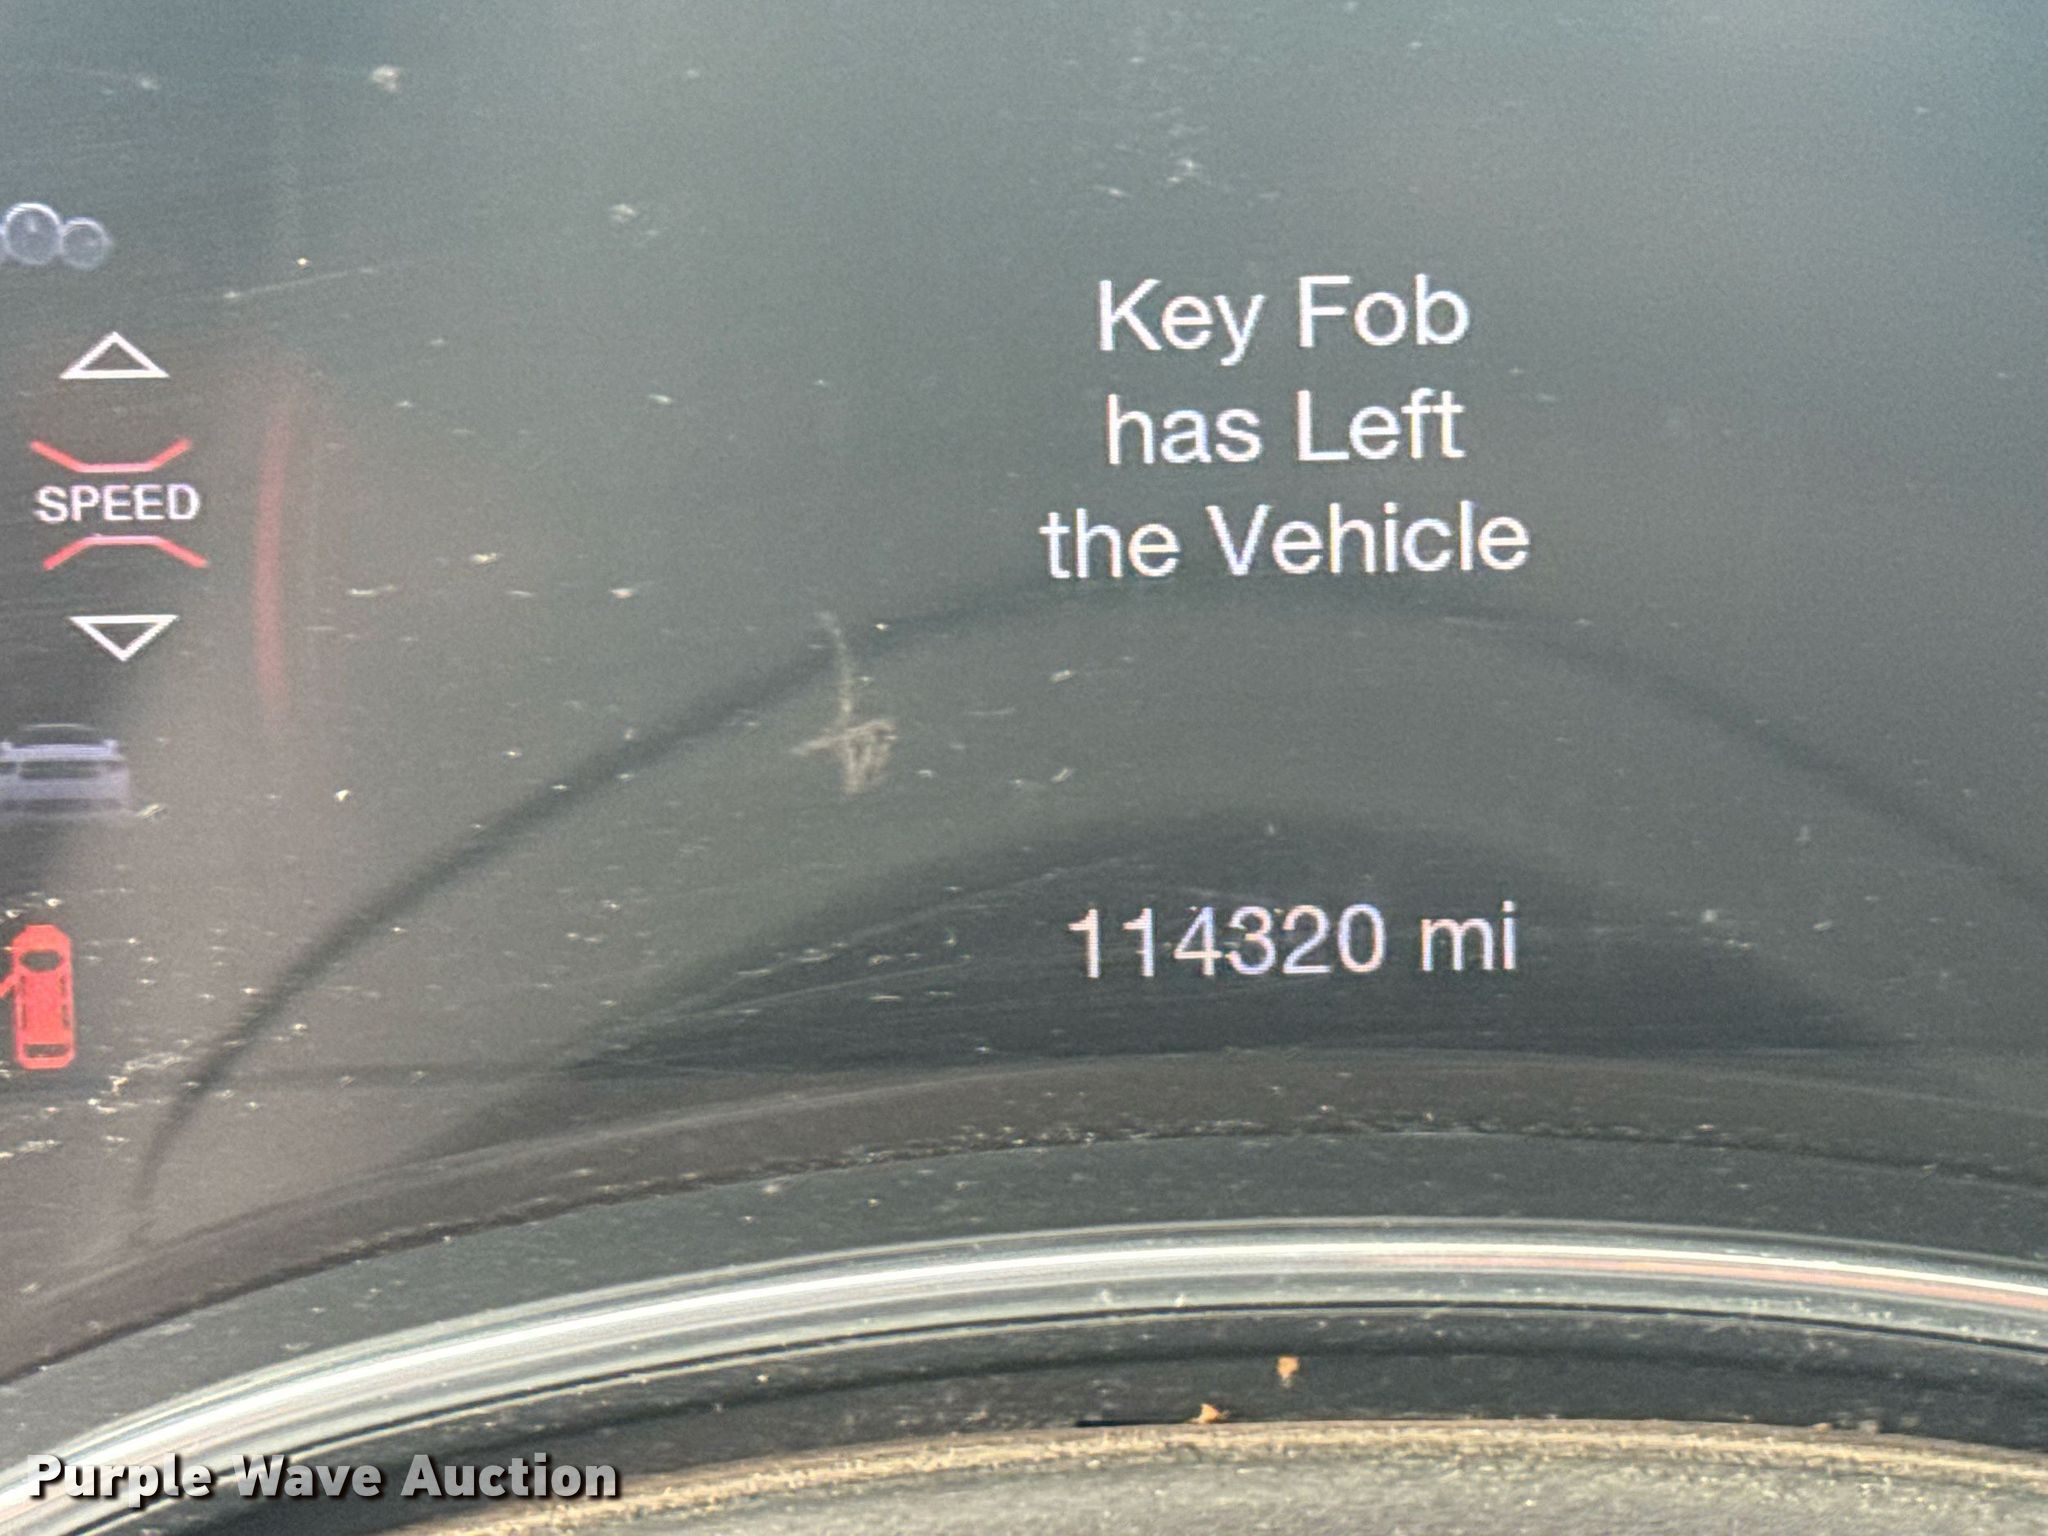 Key Fob
has Left
the Vehicle
SPEED
114320 mi
Purple Wave Auction